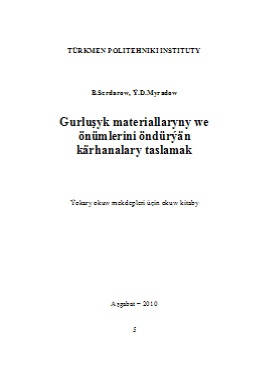 TÜRKMEN POLITEHNIKI INSTITUTY
B.Serdarow, Ý.D.Myradow
Gurluşyk materiallaryny we
önümlerini öndürýän
kärhanalary taslamak
Ýokary okuw mekdepleri üçin okuw kitaby
Aşgabat – 2010
5